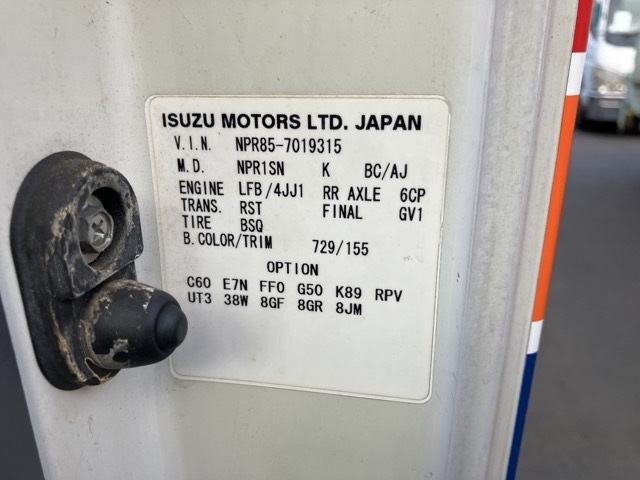 ISUZU MOTORS LTD. JAPAN
V.I.N. NPR85-7019315
M.D. NPR1SN K BC/AJ
ENGINE LFB/4JJ1 RR AXLE 6CP
TRANS. RST FINAL GV1
TIRE BSQ
B.COLOR/TRIM 729/155
OPTION
C60 E7N FF0 G50 K89 RPV
UT3 38W 8GF 8GR 8JM